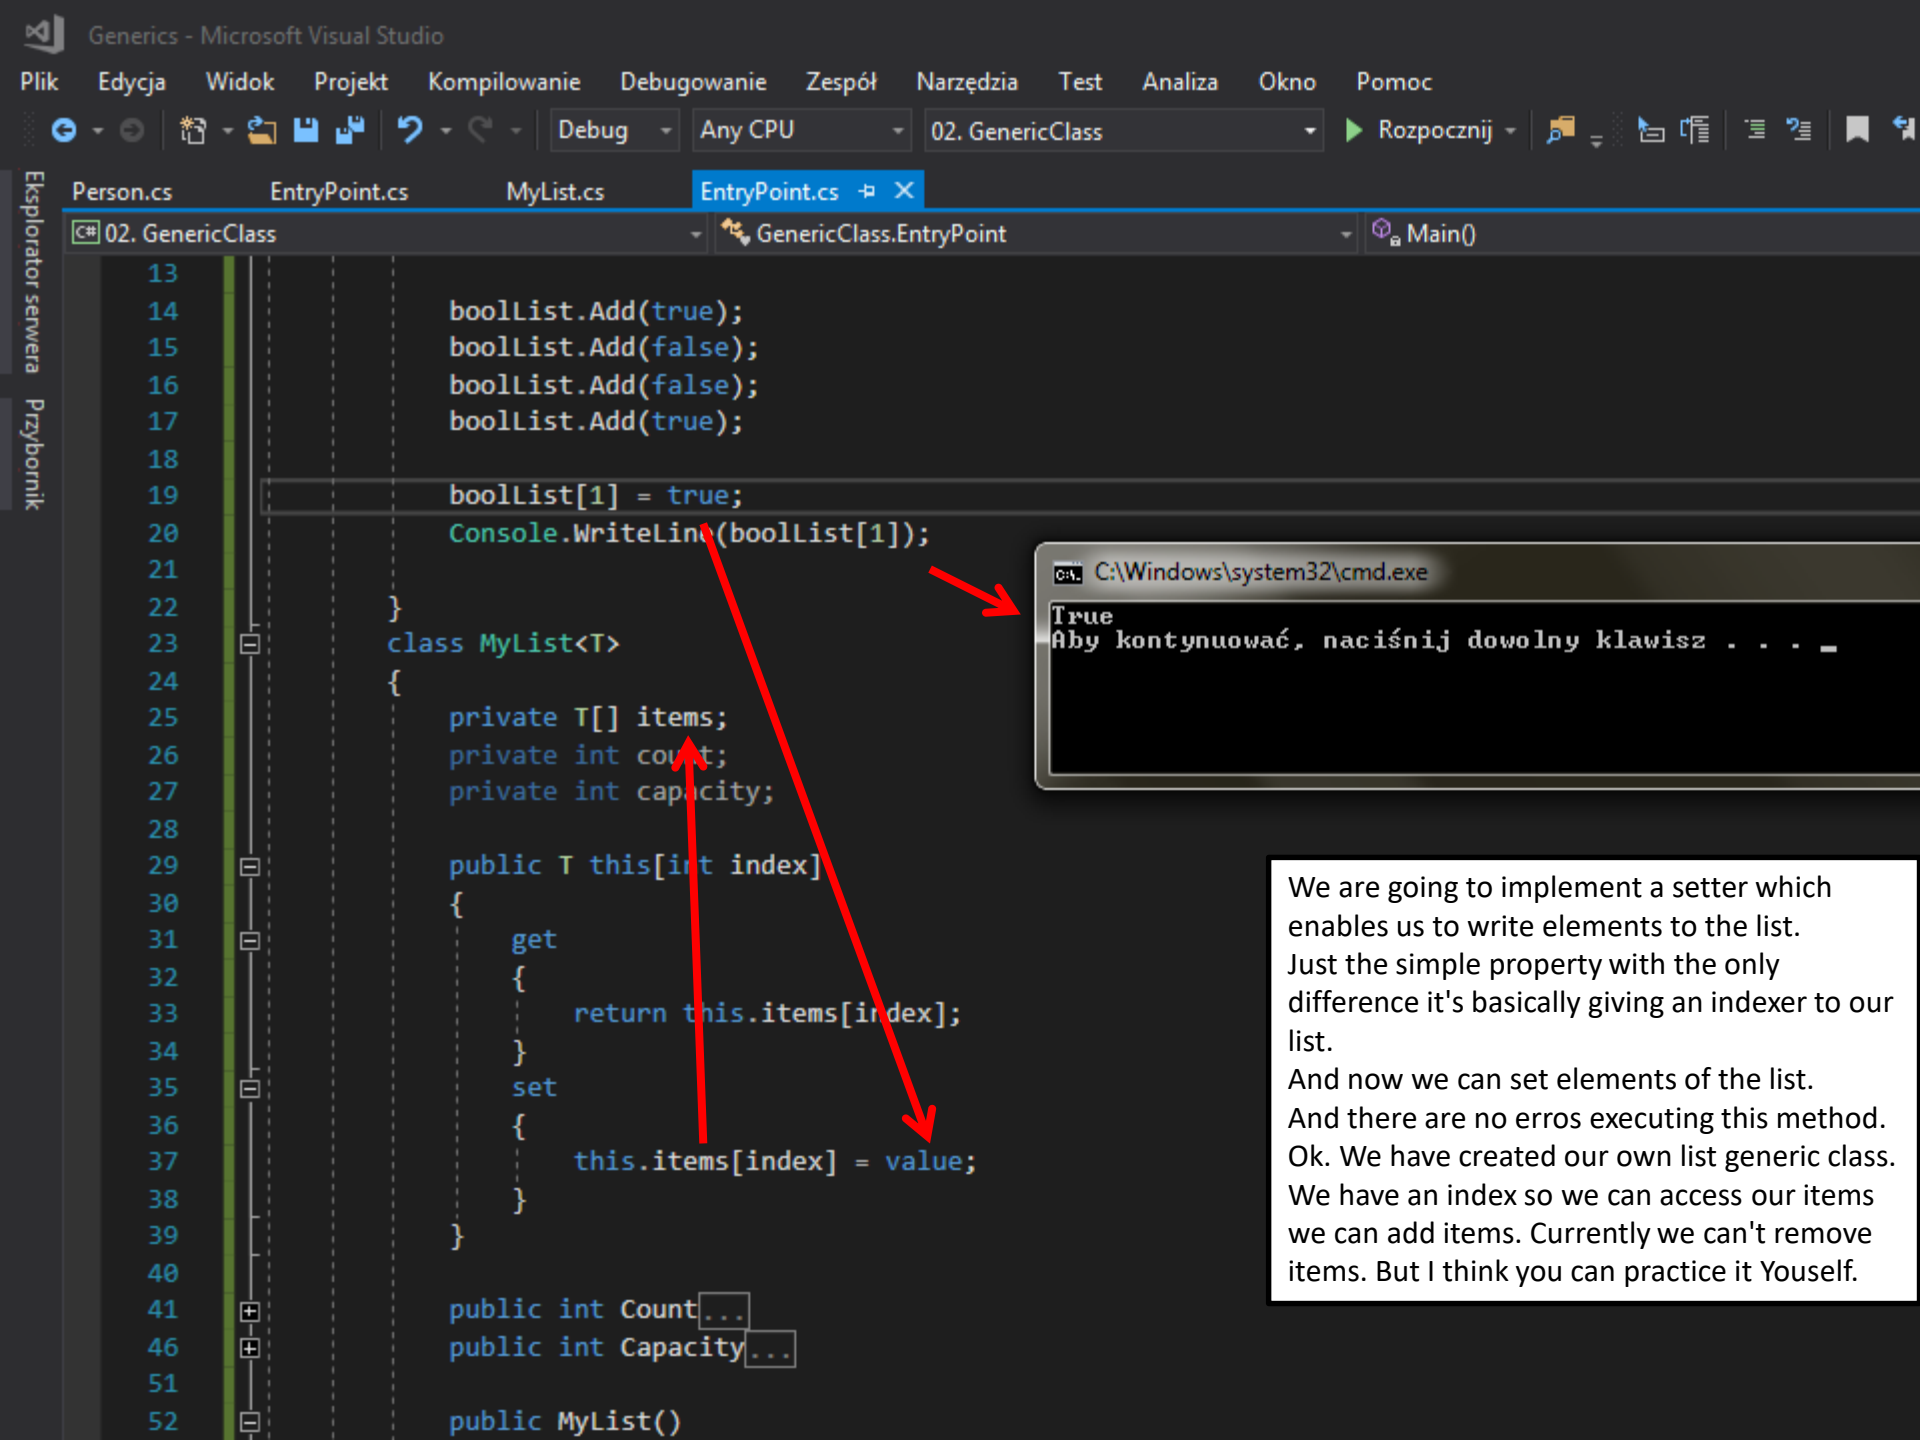 Generics - Microsoft Visual Studio
Plik Edycja Widok Projekt Kompilowanie Debugowanie Zespół Narzędzia Test Analiza Okno Pomoc
Debug Any CPU 02. GenericClass Rozpocznij
Eksplorator serwera
Przybornik
Person.cs EntryPoint.cs MyList.cs EntryPoint.cs
C# 02. GenericClass GenericClass.EntryPoint Main()
13
14 boolList.Add(true);
15 boolList.Add(false);
16 boolList.Add(false);
17 boolList.Add(true);
18
19 boolList[1] = true;
20 Console.WriteLine(boolList[1]);
21
22 }
23 class MyList<T>
24 {
25 private T[] items;
26 private int count;
27 private int capacity;
28
29 public T this[int index]
30 {
31 get
32 {
33 return this.items[index];
34 }
35 set
36 {
37 this.items[index] = value;
38 }
39 }
40
41 public int Count...
46 public int Capacity...
51
52 public MyList()
C:\Windows\system32\cmd.exe
True
Aby kontynuować, naciśnij dowolny klawisz . . . _
We are going to implement a setter which
enables us to write elements to the list.
Just the simple property with the only
difference it's basically giving an indexer to our
list.
And now we can set elements of the list.
And there are no erros executing this method.
Ok. We have created our own list generic class.
We have an index so we can access our items
we can add items. Currently we can't remove
items. But I think you can practice it Youself.